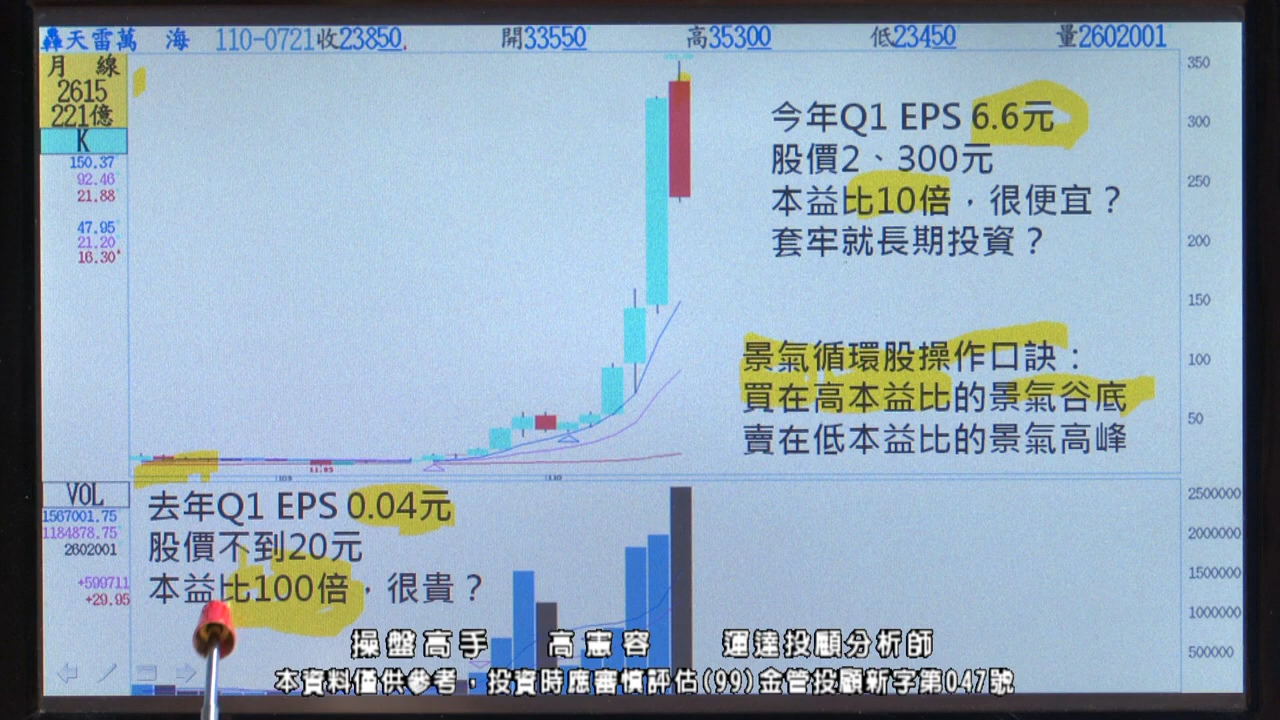 轟天雷萬 海 110-0721收23850. 開33550 高35300 低23450 量2602001
月 線
2615
221億
K
150.37
92.46
21.88
47.95
21.20
16.30
350
300
250
200
150
100
50
今年Q1 EPS 6.6元
股價2、300元
本益比10倍，很便宜？
套牢就長期投資？
景氣循環股操作口訣：
買在高本益比的景氣谷底
賣在低本益比的景氣高峰
11.95
VOL
1567001.75
1184878.75
2602001
+599711
+29.95
2500000
2000000
1500000
1000000
500000
去年Q1 EPS 0.04元
股價不到20元
本益比100倍，很貴？
操盤高手 高憲容 運達投顧分析師
本資料僅供參考，投資時應審慎評估(99)金管投顧新字第047號